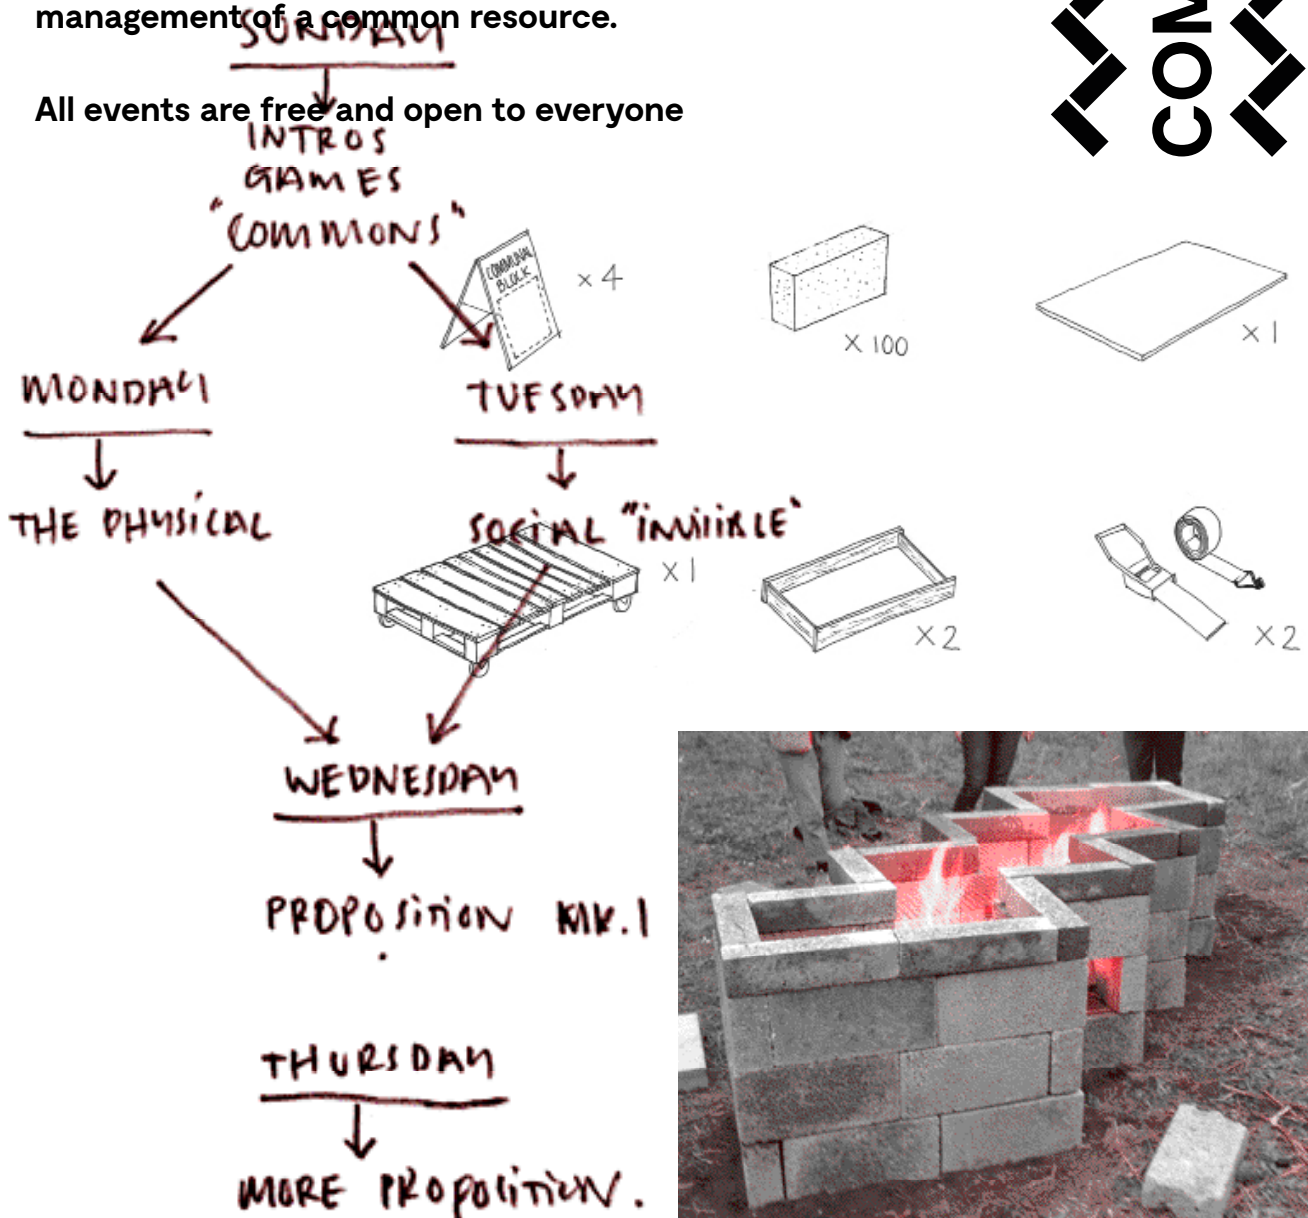 management of a common resource.
SUNDAY
All events are free and open to everyone
INTROS
GAMES
"COMMONS"
COM
COMMUNAL
BLOCK
x 4
x 100
x 1
MONDAY
TUESDAY
THE PHYSICAL
SOCIAL "INVISIBLE"
x 1
x 2
x 2
WEDNESDAY
PROPOSITION MK.1
THURSDAY
MORE PROPOSITION.